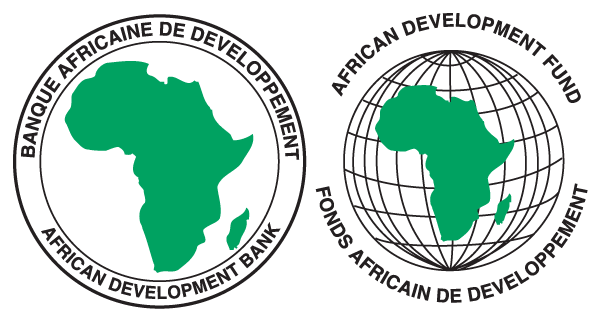 BANQUE AFRICAINE DE DEVELOPPEMENT
AFRICAN DEVELOPMENT BANK
AFRICAN DEVELOPMENT FUND
FONDS AFRICAIN DE DEVELOPPEMENT